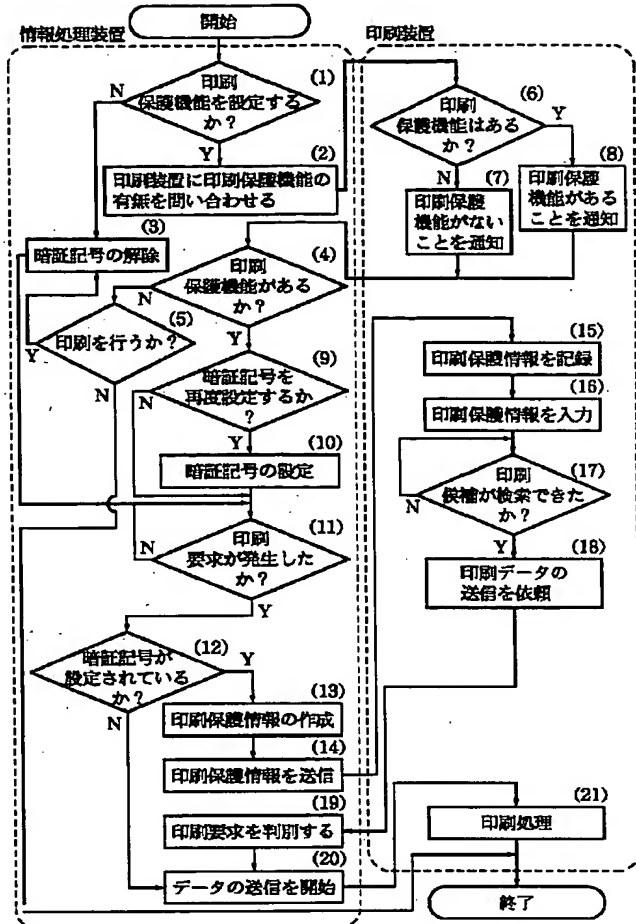 開始
情報処理装置
印刷装置
(1)
印刷
保護機能を設定する
か?
N
Y
(2)
印刷装置に印刷保護機能の
有無を問い合わせる
(6)
印刷
保護機能はある
か?
Y
N
(7)
印刷保護
機能がない
ことを通知
(8)
印刷保護
機能がある
ことを通知
(3)
暗証記号の解除
(4)
印刷
保護機能がある
か?
N
Y
(5)
印刷を行うか?
Y
N
(9)
暗証記号を
再度設定するか
?
N
Y
(10)
暗証記号の設定
(11)
印刷
要求が発生した
か?
N
Y
(12)
暗証記号が
設定されている
か?
Y
N
(13)
印刷保護情報の作成
(14)
印刷保護情報を送信
(15)
印刷保護情報を記録
(16)
印刷保護情報を入力
(17)
印刷
候補が検索できた
か?
N
Y
(18)
印刷データの
送信を依頼
(19)
印刷要求を判別する
(20)
データの送信を開始
(21)
印刷処理
終了